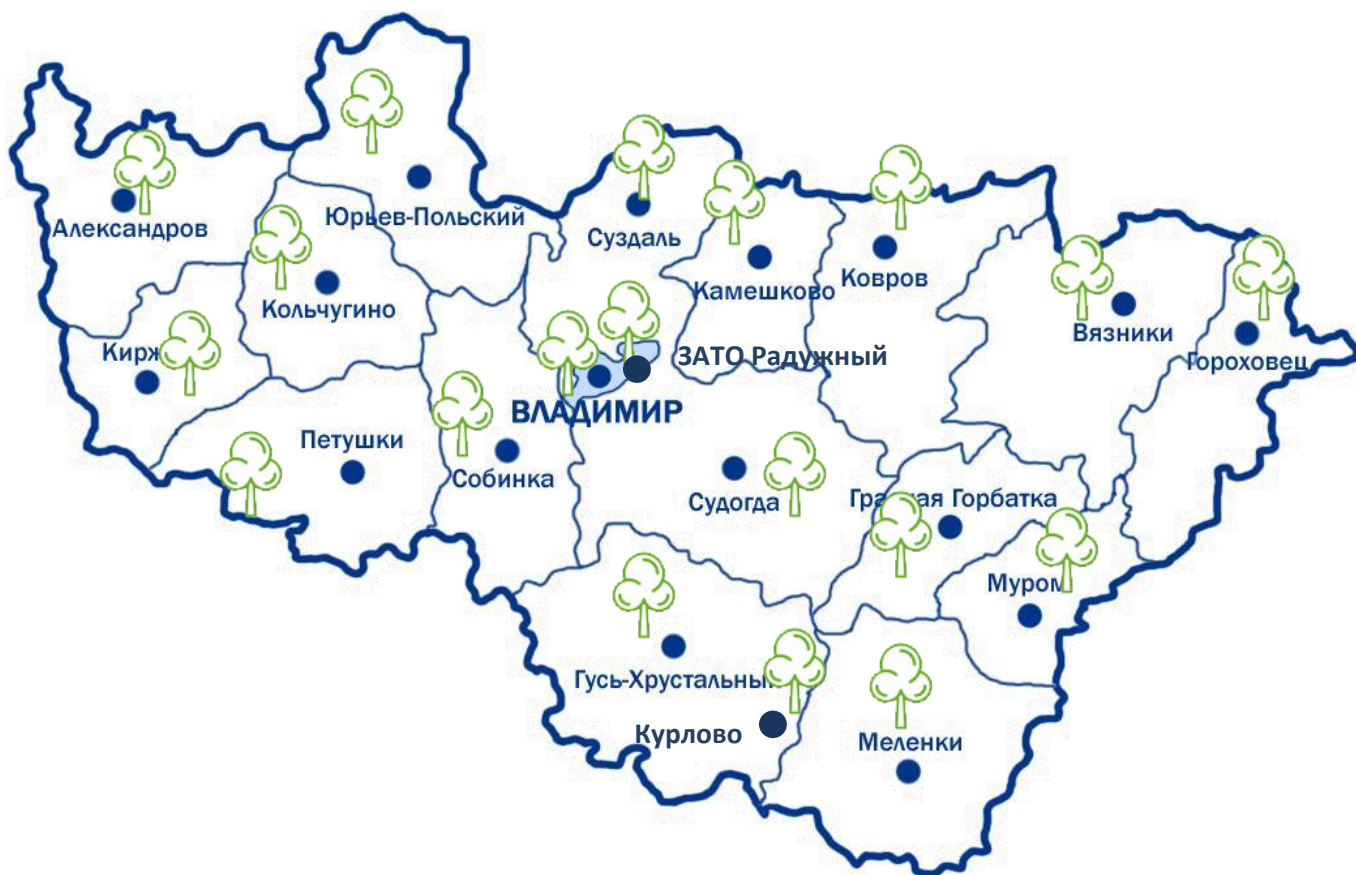 Александров
Юрьев-Польский
Суздаль
Камешково
Ковров
Кольчугино
Вязники
Гороховец
ЗАТО Радужный
ВЛАДИМИР
Петушки
Собинка
Судогда
Горбатка
Муром
Гусь-Хрустальный
Курлово
Меленки